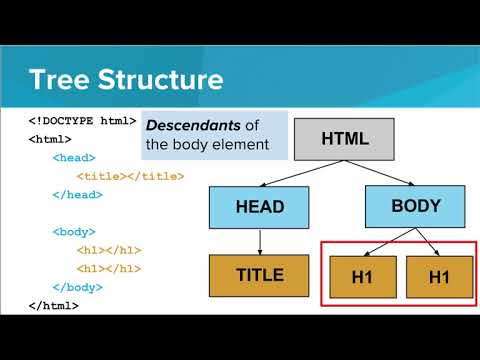 Tree Structure
<!DOCTYPE html>
<html>
<head>
<title></title>
</head>
<body>
<h1></h1>
<h1></h1>
</body>
</html>
Descendants of
the body element
HTML
HEAD
BODY
TITLE
H1
H1